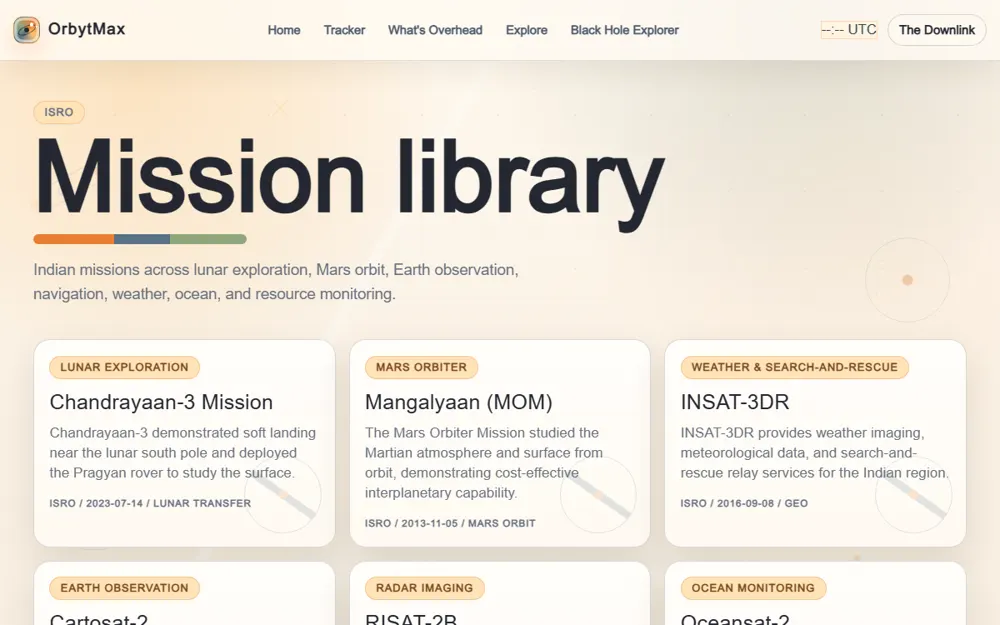 OrbytMax
Home Tracker What's Overhead Explore Black Hole Explorer
--:-- UTC The Downlink
ISRO
Mission library
Indian missions across lunar exploration, Mars orbit, Earth observation,
navigation, weather, ocean, and resource monitoring.
LUNAR EXPLORATION
Chandrayaan-3 Mission
Chandrayaan-3 demonstrated soft landing
near the lunar south pole and deployed
the Pragyan rover to study the surface.
ISRO / 2023-07-14 / LUNAR TRANSFER
MARS ORBITER
Mangalyaan (MOM)
The Mars Orbiter Mission studied the
Martian atmosphere and surface from
orbit, demonstrating cost-effective
interplanetary capability.
ISRO / 2013-11-05 / MARS ORBIT
WEATHER & SEARCH-AND-RESCUE
INSAT-3DR
INSAT-3DR provides weather imaging,
meteorological data, and search-and-
rescue relay services for the Indian region.
ISRO / 2016-09-08 / GEO
EARTH OBSERVATION
Cartosat-2
RADAR IMAGING
RISAT-2B
OCEAN MONITORING
Oceansat-2